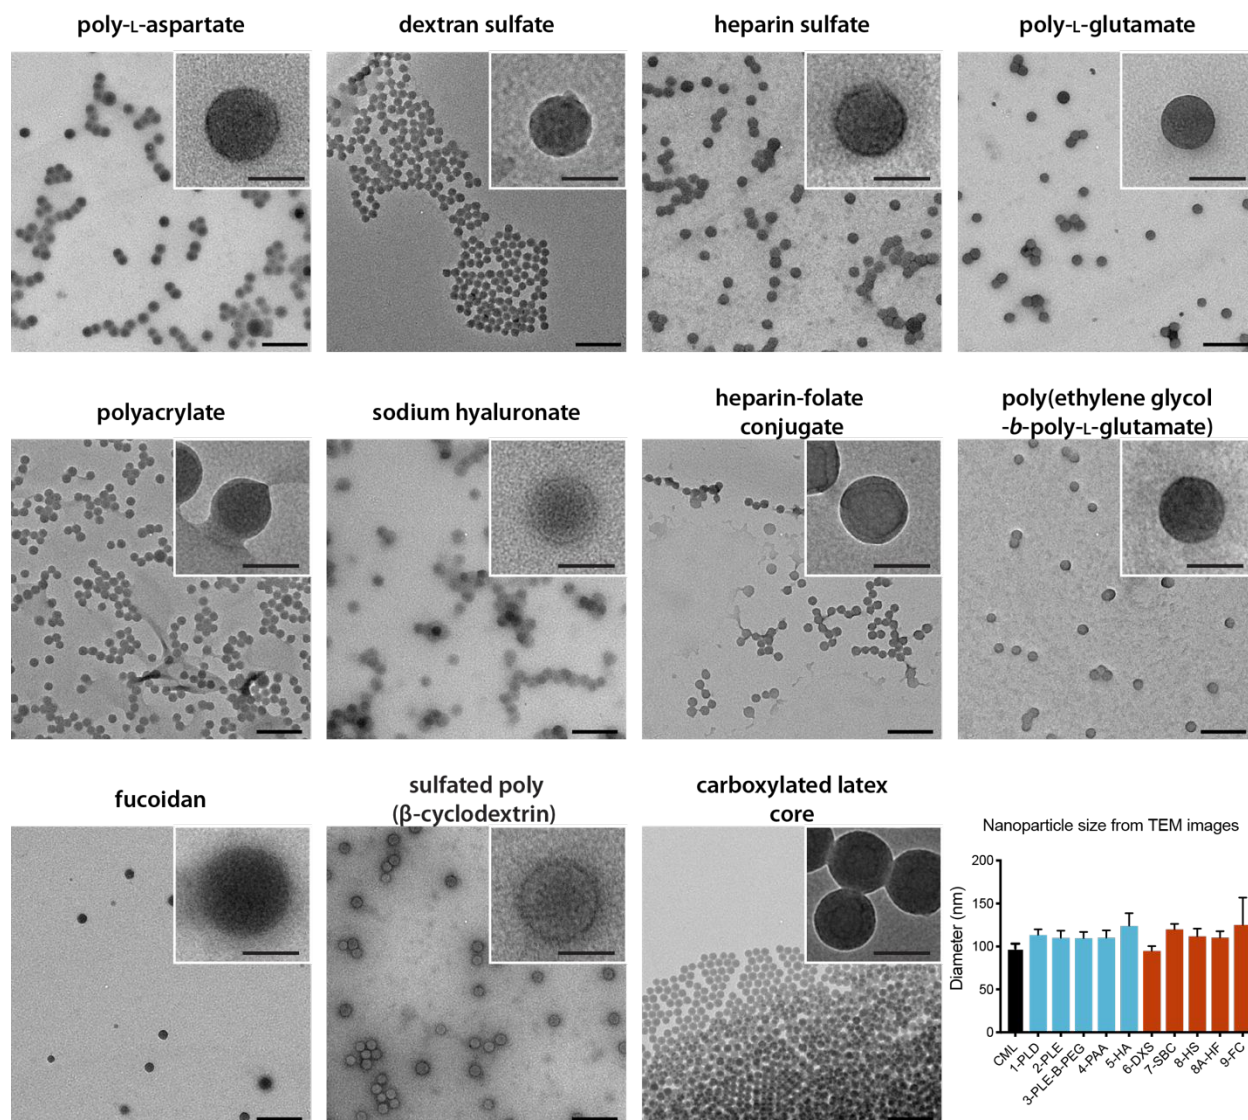 poly-L-aspartate
dextran sulfate
heparin sulfate
poly-L-glutamate
polyacrylate
sodium hyaluronate
heparin-folate
conjugate
poly(ethylene glycol
-b-poly-L-glutamate)
fucoidan
sulfated poly
(β-cyclodextrin)
carboxylated latex
core
Nanoparticle size from TEM images
Diameter (nm)
200
150
100
50
0
CML
1-PLD
2-PLE
3-PLE-B-PEG
4-PAA
5-HA
6-DXS
7-SBC
8-HS
8A-HF
9-FC